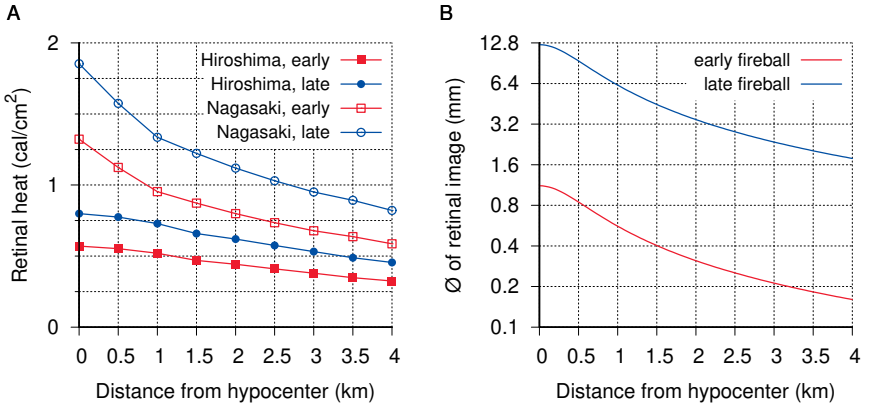 A
Retinal heat (cal/cm²)
2
1
0
Hiroshima, early
Hiroshima, late
Nagasaki, early
Nagasaki, late
0 0.5 1 1.5 2 2.5 3 3.5 4
Distance from hypocenter (km)
B
Ø of retinal image (mm)
12.8
6.4
3.2
1.6
0.8
0.4
0.2
0.1
early fireball
late fireball
0 0.5 1 1.5 2 2.5 3 3.5 4
Distance from hypocenter (km)